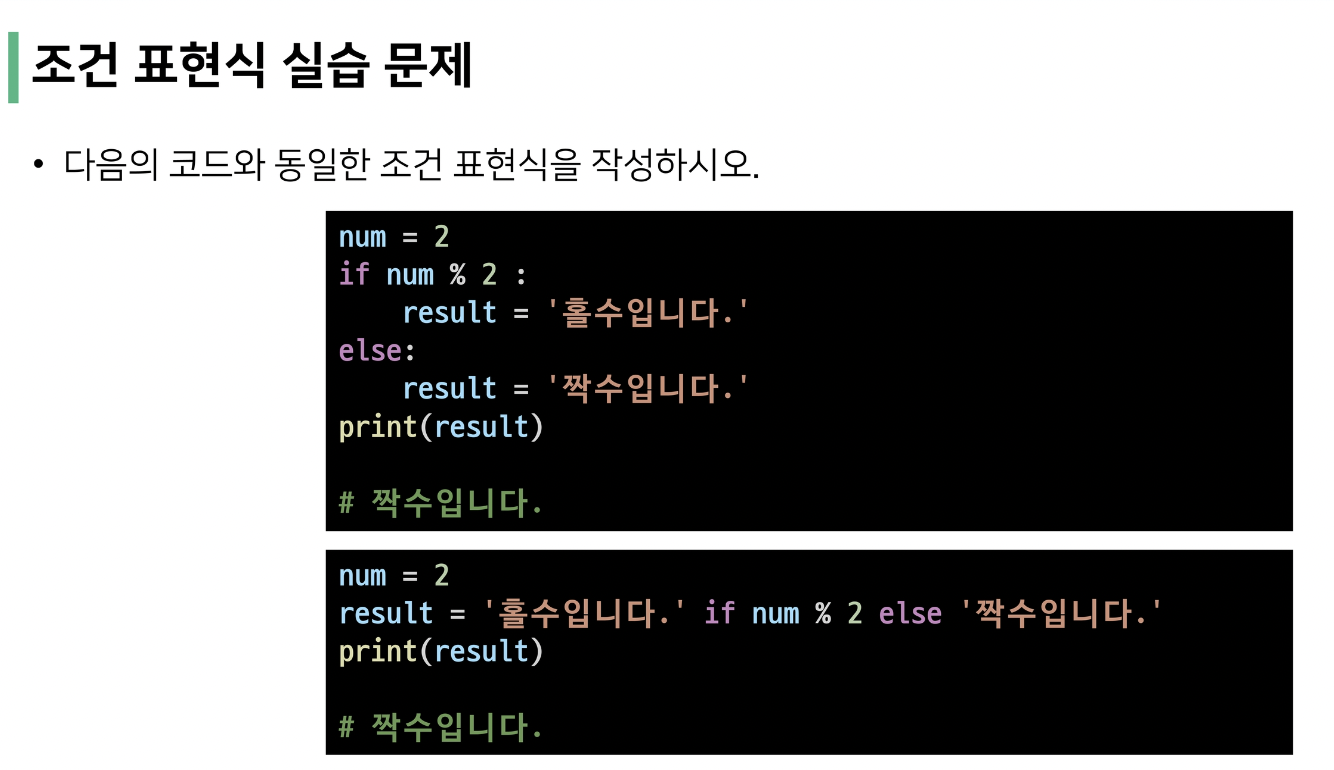 조건 표현식 실습 문제
• 다음의 코드와 동일한 조건 표현식을 작성하시오.
num = 2
if num % 2 :
    result = '홀수입니다.'
else:
    result = '짝수입니다.'
print(result)
# 짝수입니다.
num = 2
result = '홀수입니다.' if num % 2 else '짝수입니다.'
print(result)
# 짝수입니다.